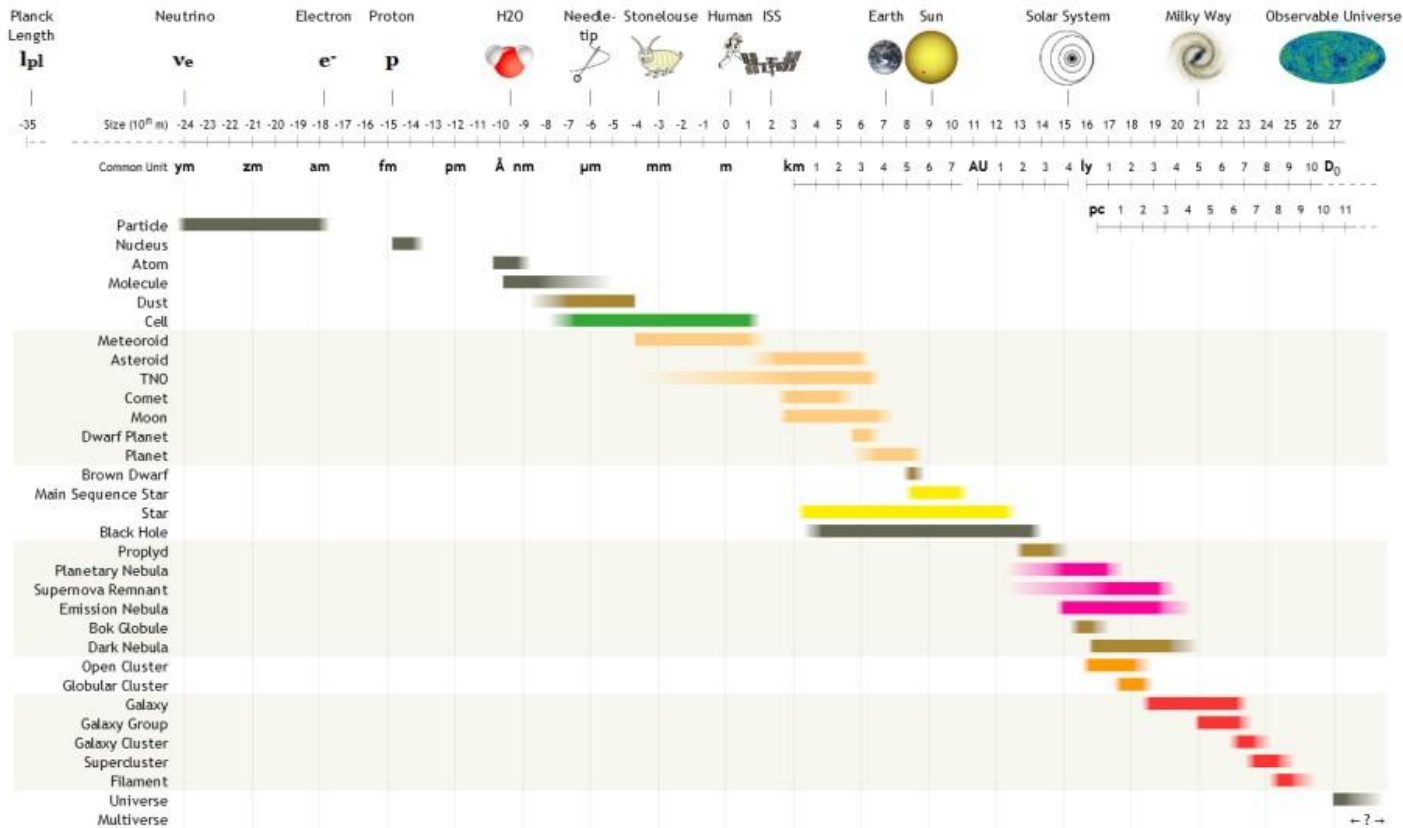 Planck Length Neutrino Electron Proton H2O Needle-tip Stonelouse Human ISS Earth Sun Solar System Milky Way Observable Universe
lpl νe e- p
-35 Size (10ⁿ m) -24 -23 -22 -21 -20 -19 -18 -17 -16 -15 -14 -13 -12 -11 -10 -9 -8 -7 -6 -5 -4 -3 -2 -1 0 1 2 3 4 5 6 7 8 9 10 11 12 13 14 15 16 17 18 19 20 21 22 23 24 25 26 27
Common Unit ym zm am fm pm Å nm µm mm m km 1 2 3 4 5 6 7 AU 1 2 3 4 ly 1 2 3 4 5 6 7 8 9 10 D0
pc 1 2 3 4 5 6 7 8 9 10 11
Particle
Nucleus
Atom
Molecule
Dust
Cell
Meteoroid
Asteroid
TNO
Comet
Moon
Dwarf Planet
Planet
Brown Dwarf
Main Sequence Star
Star
Black Hole
Proplyd
Planetary Nebula
Supernova Remnant
Emission Nebula
Bok Globule
Dark Nebula
Open Cluster
Globular Cluster
Galaxy
Galaxy Group
Galaxy Cluster
Supercluster
Filament
Universe
Multiverse ←?→